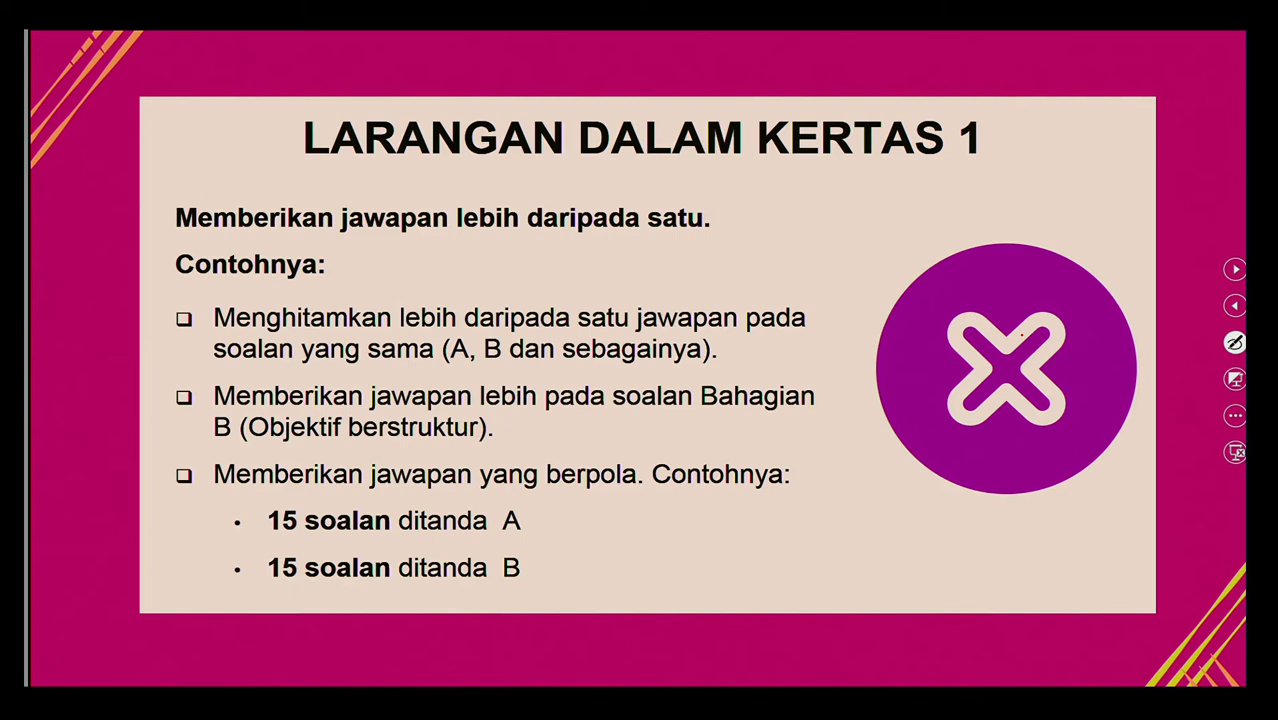 LARANGAN DALAM KERTAS 1
Memberikan jawapan lebih daripada satu.
Contohnya:
Menghitamkan lebih daripada satu jawapan pada
soalan yang sama (A, B dan sebagainya).
Memberikan jawapan lebih pada soalan Bahagian
B (Objektif berstruktur).
Memberikan jawapan yang berpola. Contohnya:
• 15 soalan ditanda A
• 15 soalan ditanda B